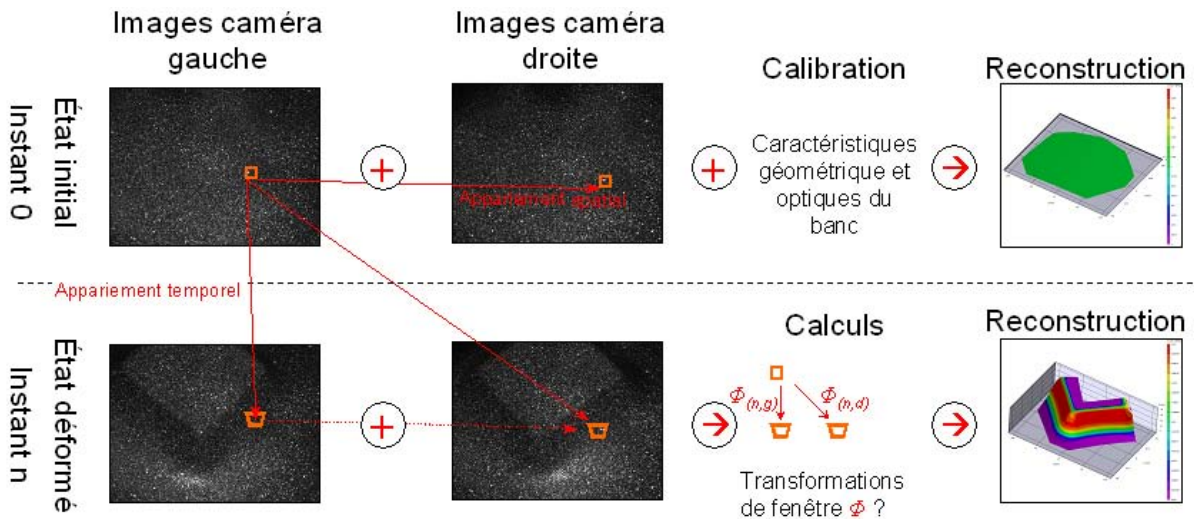 Images caméra
gauche
Images caméra
droite
Calibration
Reconstruction
État initial
Instant 0
Caractéristiques
géométrique et
optiques du
banc
Appariement spatial
Appariement temporel
État déformé
Instant n
Calculs
Reconstruction
Φ(n,g)
Φ(n,d)
Transformations
de fenêtre Φ ?